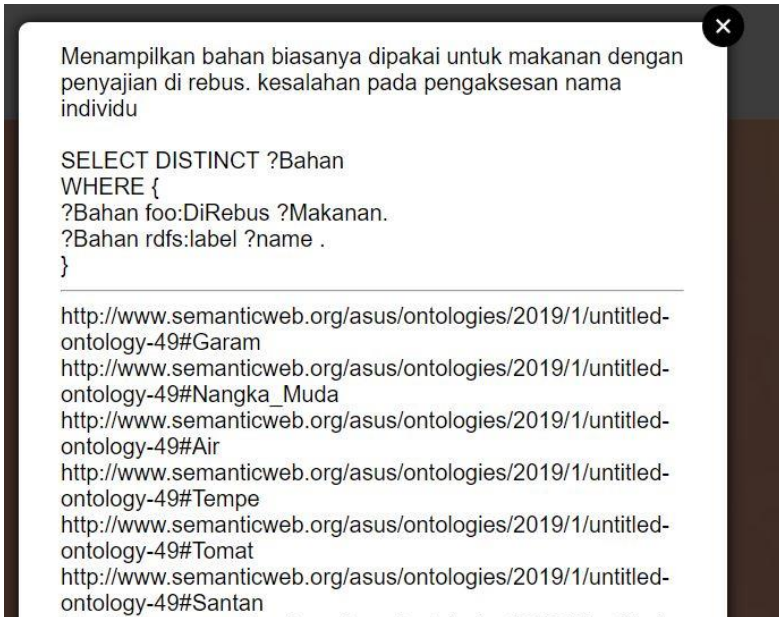 Menampilkan bahan biasanya dipakai untuk makanan dengan
penyajian di rebus. kesalahan pada pengaksesan nama
individu
SELECT DISTINCT ?Bahan
WHERE {
?Bahan foo:DiRebus ?Makanan.
?Bahan rdfs:label ?name .
}
http://www.semanticweb.org/asus/ontologies/2019/1/untitled-
ontology-49#Garam
http://www.semanticweb.org/asus/ontologies/2019/1/untitled-
ontology-49#Nangka_Muda
http://www.semanticweb.org/asus/ontologies/2019/1/untitled-
ontology-49#Air
http://www.semanticweb.org/asus/ontologies/2019/1/untitled-
ontology-49#Tempe
http://www.semanticweb.org/asus/ontologies/2019/1/untitled-
ontology-49#Tomat
http://www.semanticweb.org/asus/ontologies/2019/1/untitled-
ontology-49#Santan